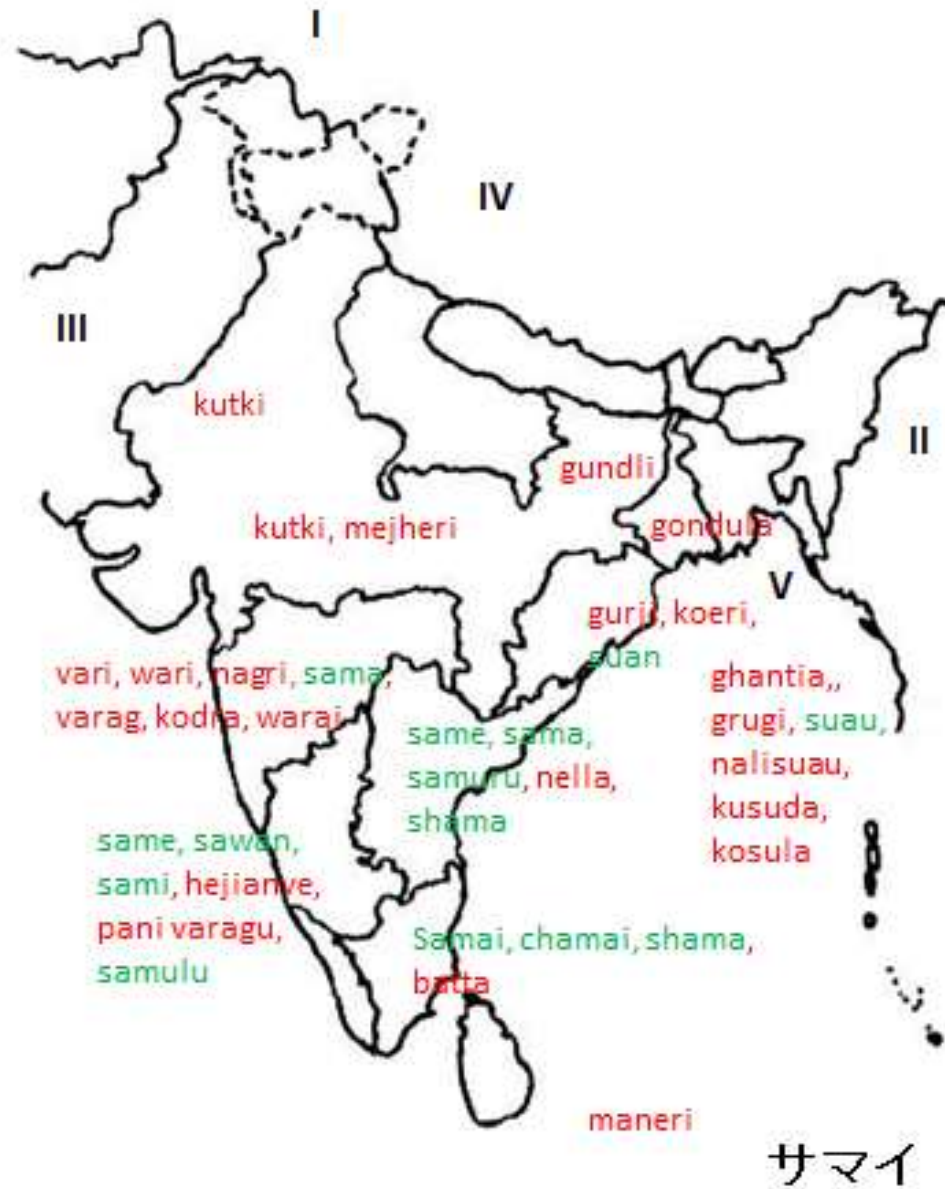 I
IV
III
kutki
II
gundli
kutki, mejheri
gondula
V
gurji, koeri,
suan
vari, wari, nagri, sama,
varag, kodra, warai
ghantia,,
grugi, suau,
nalisuau,
kusuda,
kosula
same, sama,
samuru, nella,
shama
same, sawan,
sami, hejianve,
pani varagu,
samulu
Samai, chamai, shama,
batta
maneri
サマイ